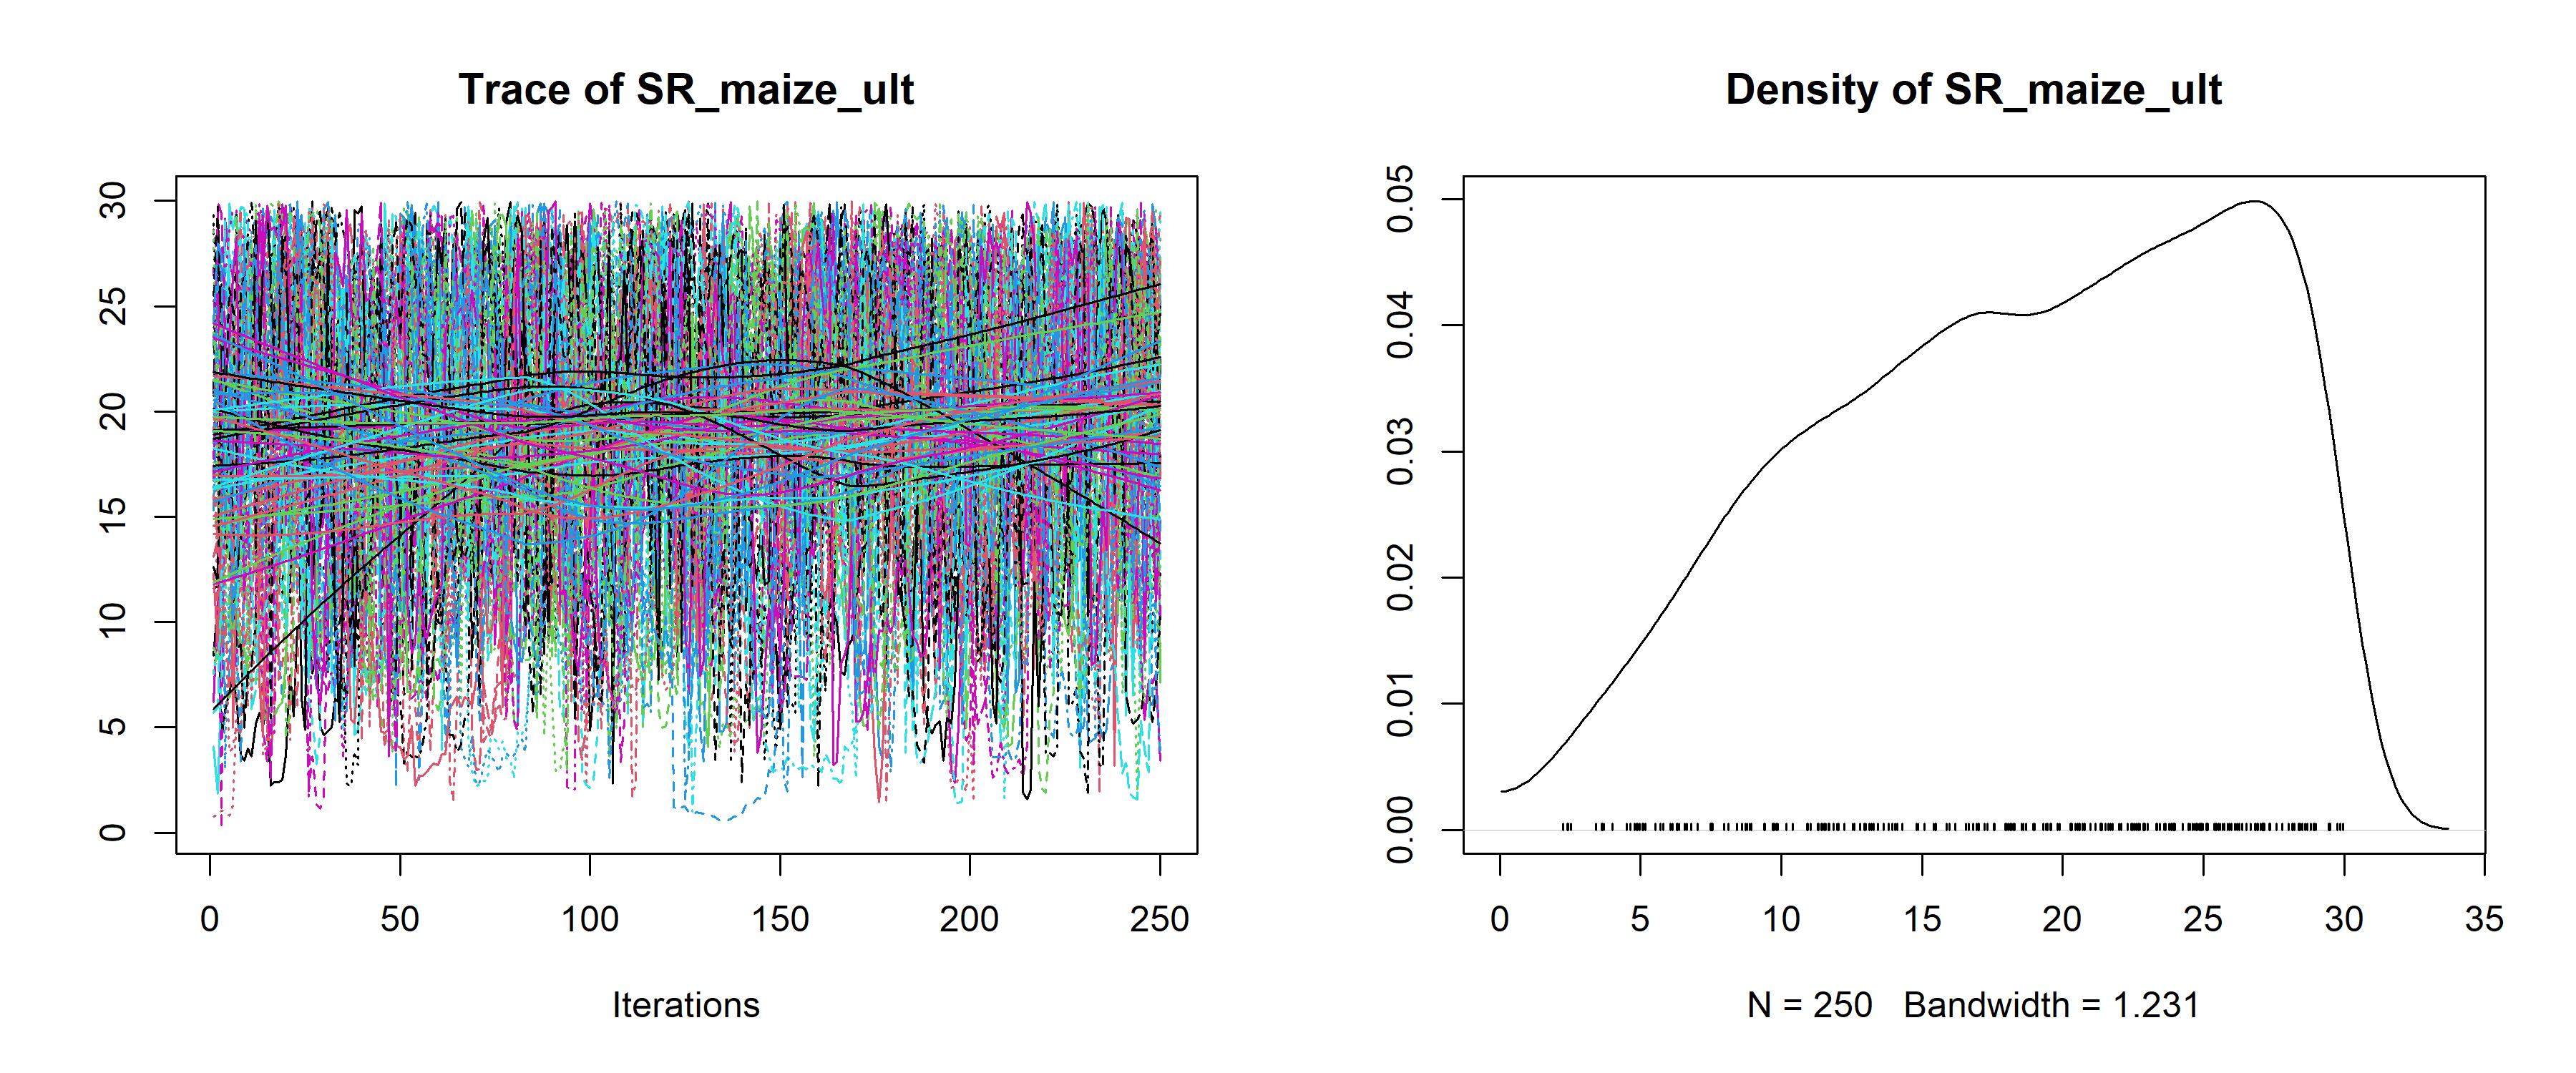 Trace of SR_maize_ult
30
25
20
15
10
5
0
0 50 100 150 200 250
Iterations
Density of SR_maize_ult
0.05
0.04
0.03
0.02
0.01
0.00
0 5 10 15 20 25 30 35
N = 250 Bandwidth = 1.231